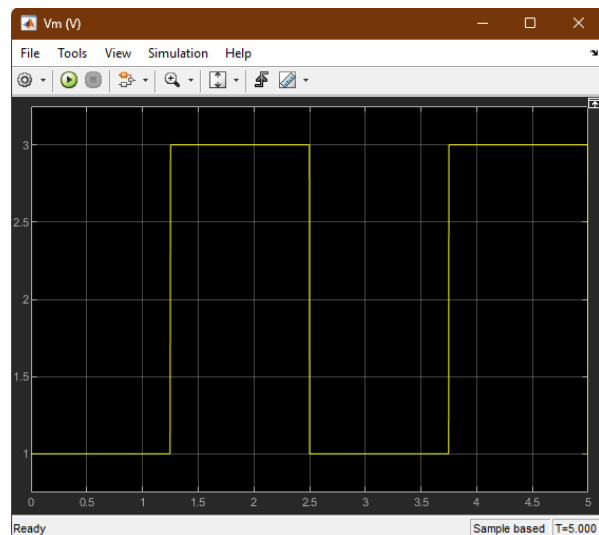 Vm (V)
File Tools View Simulation Help
3
2.5
2
1.5
1
0 0.5 1 1.5 2 2.5 3 3.5 4 4.5 5
Ready Sample based T=5.000